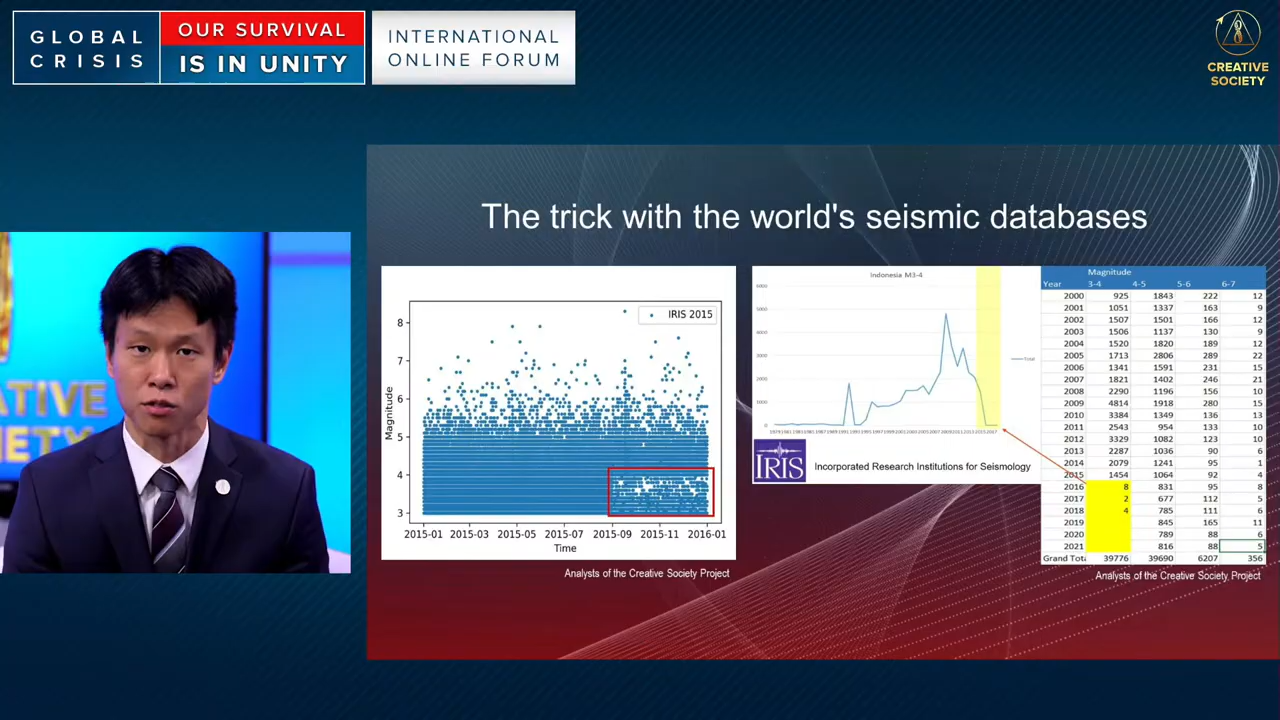 GLOBAL
CRISIS
OUR SURVIVAL
IS IN UNITY
INTERNATIONAL
ONLINE FORUM
CREATIVE
SOCIETY
The trick with the world's seismic databases
IRIS 2015
Magnitude
8
7
6
5
4
3
2015-01 2015-03 2015-05 2015-07 2015-09 2015-11 2016-01
Time
Analysts of the Creative Society Project
Indonesia M3-4
Total
IRIS
Incorporated Research Institutions for Seismology
Magnitude
Year 3-4 4-5 5-6 6-7
2000 925 1843 222 12
2001 1051 1337 163 9
2002 1507 1501 166 12
2003 1506 1137 130 9
2004 1520 1820 189 12
2005 1713 2806 289 22
2006 1341 1591 231 15
2007 1821 1402 246 21
2008 2290 1196 156 10
2009 4814 1918 280 19
2010 3384 1349 136 13
2011 2543 954 133 10
2012 3329 1082 123 10
2013 2287 1036 90 6
2014 2079 1241 95 1
2015 1454 1064 92 4
2016 8 831 95 8
2017 2 677 112 5
2018 4 785 111 6
2019 845 165 11
2020 789 88 6
2021 816 88 5
Grand Tota 39776 39690 6207 356
Analysts of the Creative Society Project
ATIVE